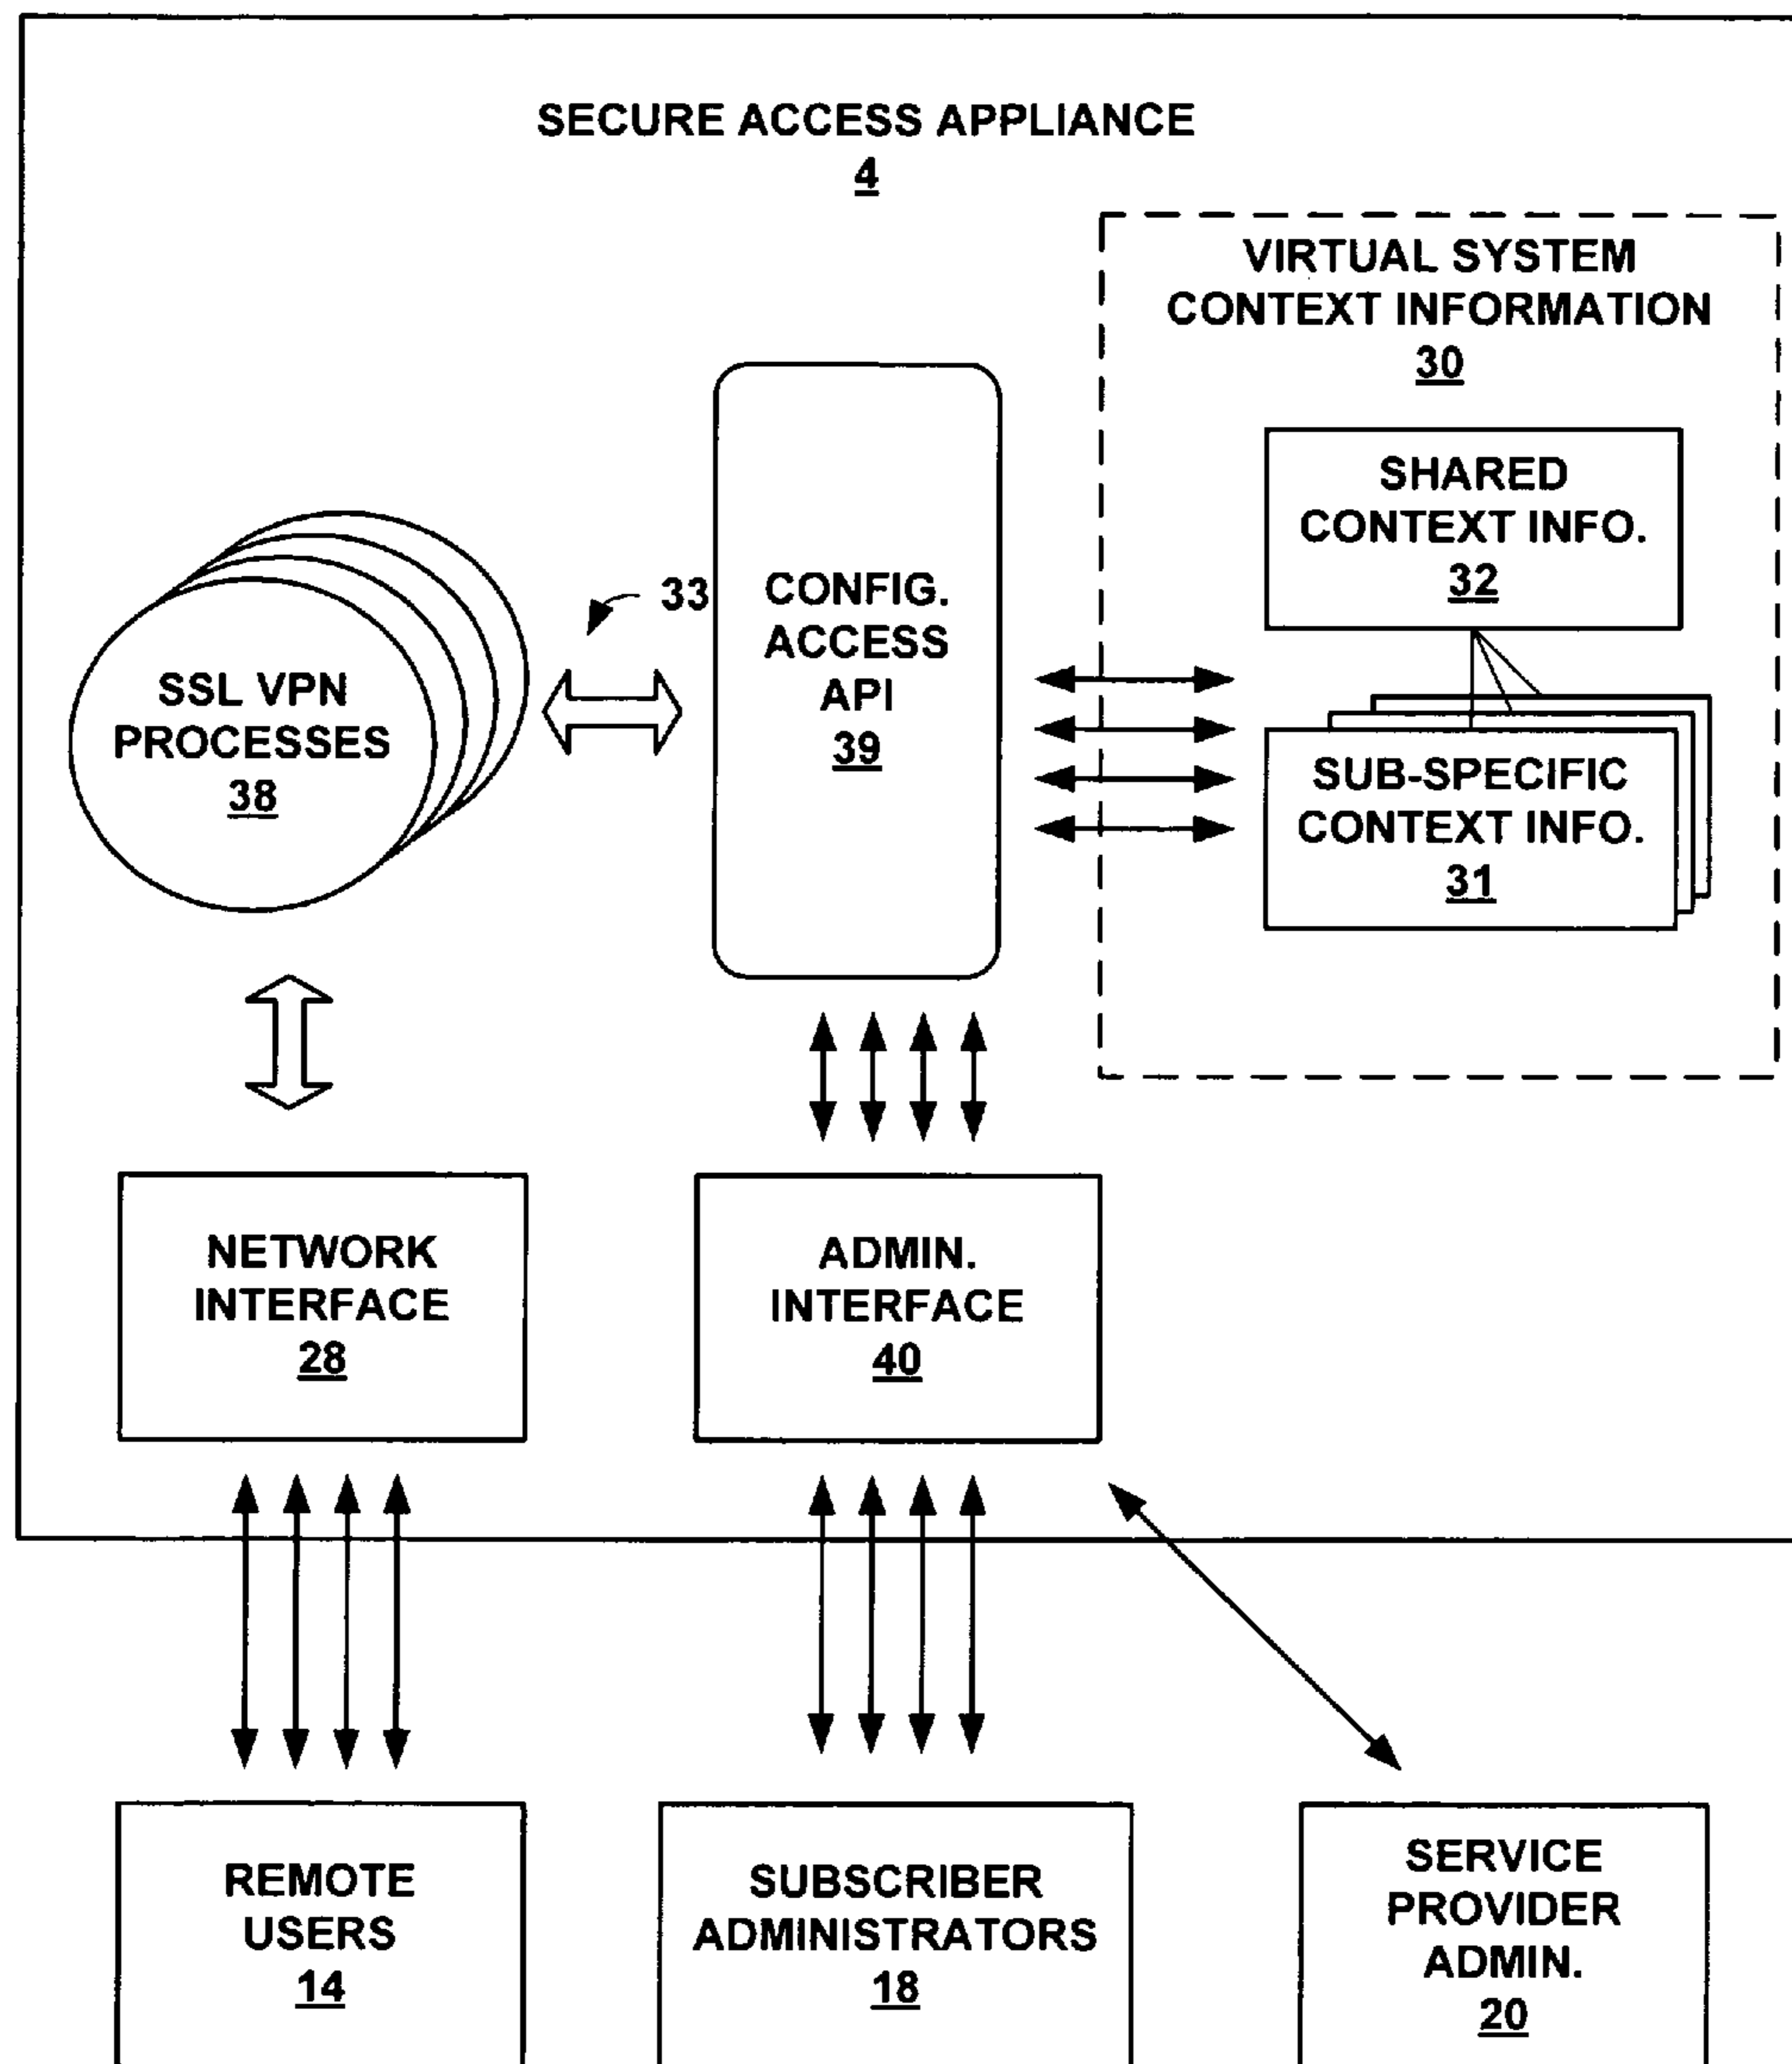 SECURE ACCESS APPLIANCE
4
VIRTUAL SYSTEM
CONTEXT INFORMATION
30
SHARED
CONTEXT INFO.
32
SUB-SPECIFIC
CONTEXT INFO.
31
CONFIG.
ACCESS
API
39
33
SSL VPN
PROCESSES
38
NETWORK
INTERFACE
28
ADMIN.
INTERFACE
40
REMOTE
USERS
14
SUBSCRIBER
ADMINISTRATORS
18
SERVICE
PROVIDER
ADMIN.
20